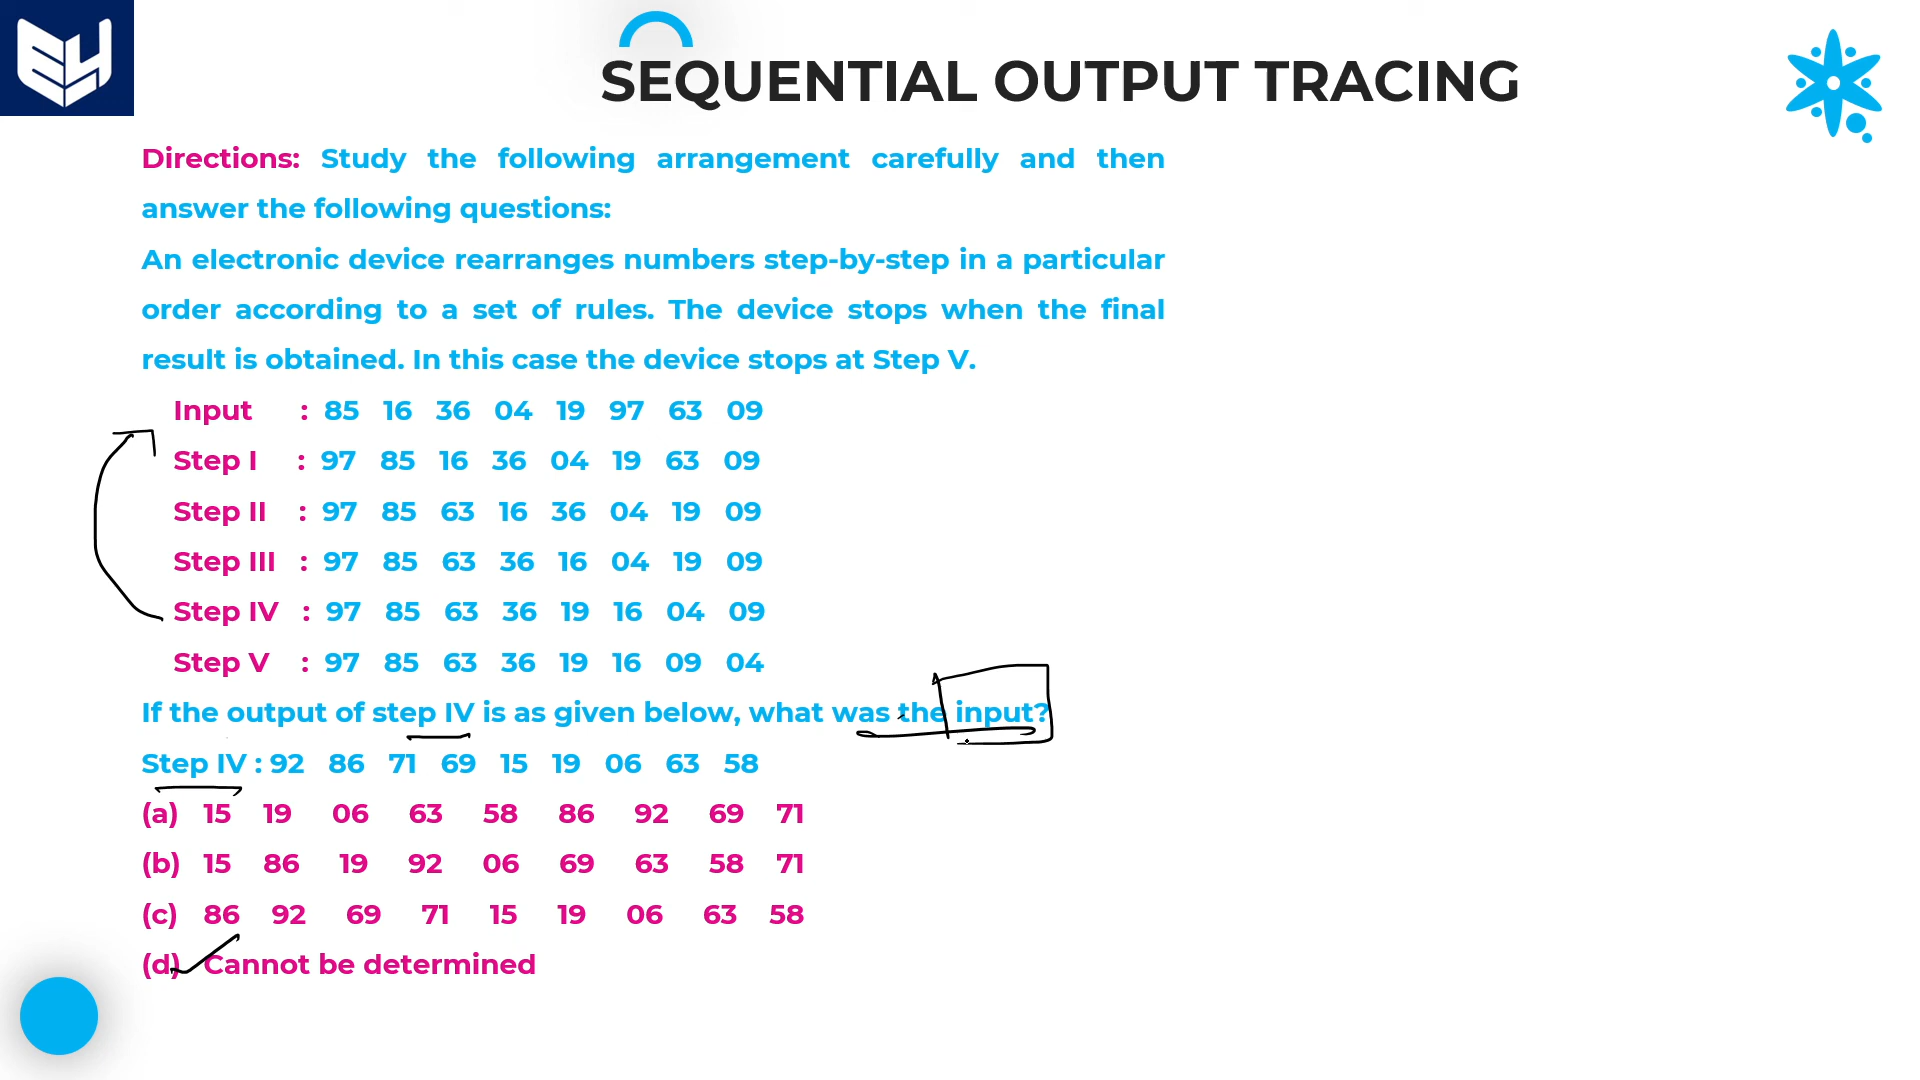 SEQUENTIAL OUTPUT TRACING
Directions: Study the following arrangement carefully and then
answer the following questions:
An electronic device rearranges numbers step-by-step in a particular
order according to a set of rules. The device stops when the final
result is obtained. In this case the device stops at Step V.
Input : 85 16 36 04 19 97 63 09
Step I : 97 85 16 36 04 19 63 09
Step II : 97 85 63 16 36 04 19 09
Step III : 97 85 63 36 16 04 19 09
Step IV : 97 85 63 36 19 16 04 09
Step V : 97 85 63 36 19 16 09 04
If the output of step IV is as given below, what was the input?
Step IV : 92 86 71 69 15 19 06 63 58
(a) 15 19 06 63 58 86 92 69 71
(b) 15 86 19 92 06 69 63 58 71
(c) 86 92 69 71 15 19 06 63 58
(d) Cannot be determined